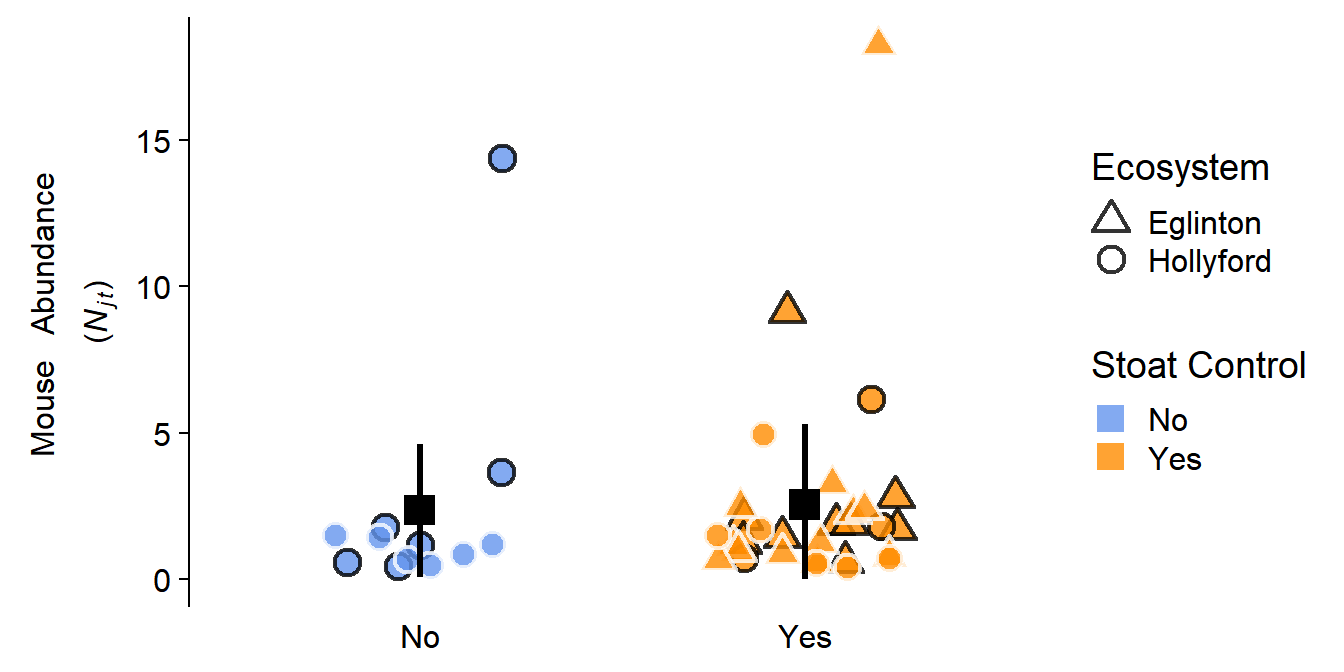 Mouse Abundance
(N_jt)
15
10
5
0
No
Yes
Ecosystem
Eglinton
Hollyford
Stoat Control
No
Yes